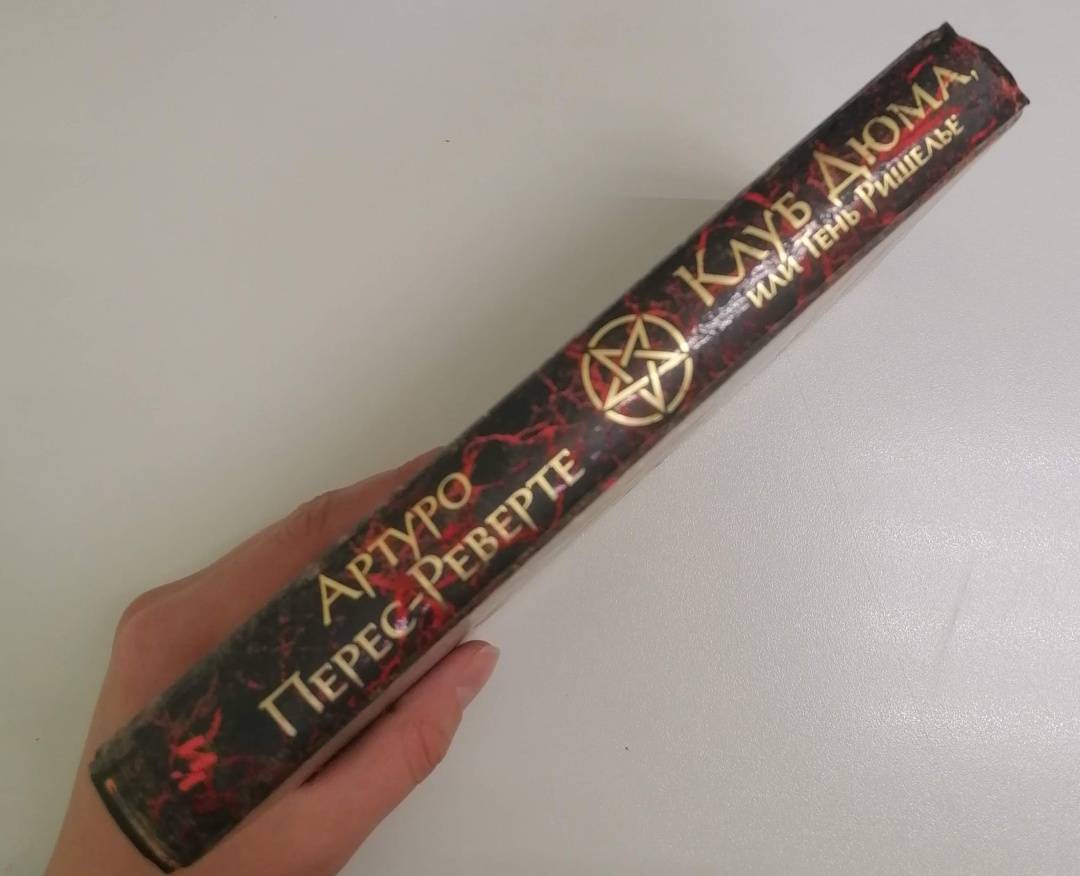 Артуро
Перес-Реверте
Клуб Дюма,
или Тень Ришелье